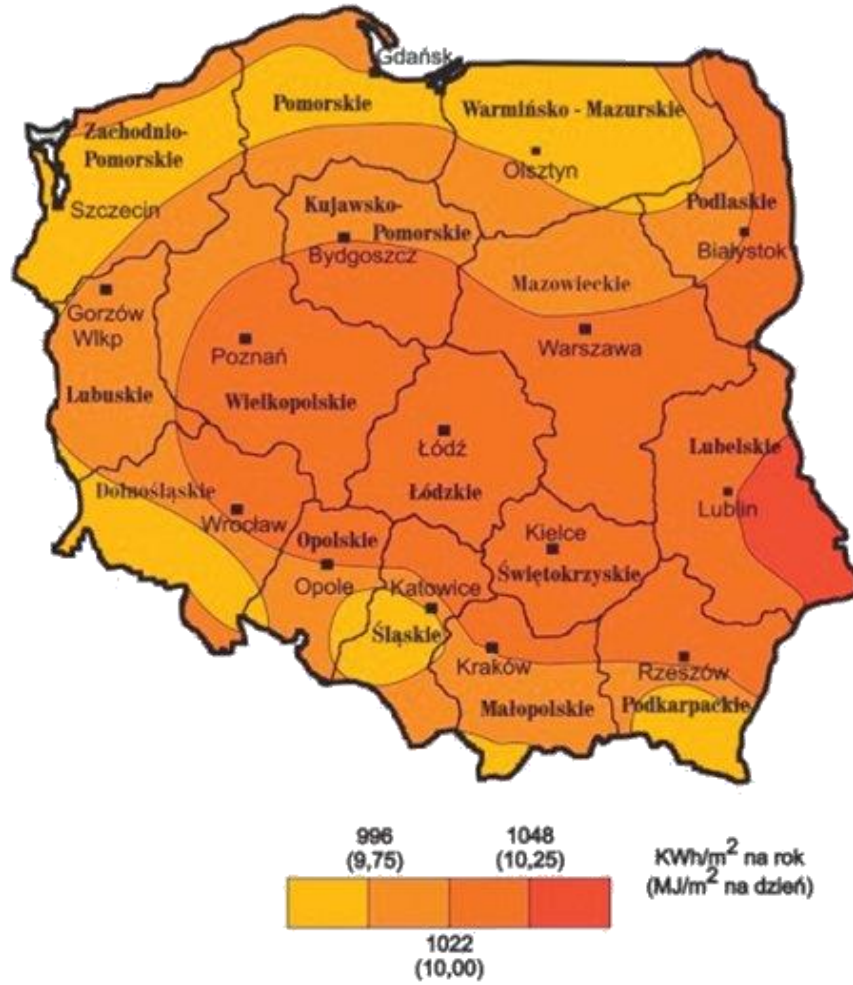 Gdańsk
Pomorskie
Warmińsko - Mazurskie
Zachodnio-
Pomorskie
Olsztyn
Szczecin
Kujawsko-
Pomorskie
Podlaskie
Bydgoszcz
Białystok
Mazowieckie
Gorzów
Wlkp
Poznań
Warszawa
Lubuskie
Wielkopolskie
Łódź
Łódzkie
Lubelskie
Lublin
Dolnośląskie
Wrocław
Opolskie
Kielce
Świętokrzyskie
Opole
Katowice
Śląskie
Kraków
Rzeszów
Małopolskie
Podkarpackie
996
(9,75)
1048
(10,25)
KWh/m² na rok
(MJ/m² na dzień)
1022
(10,00)